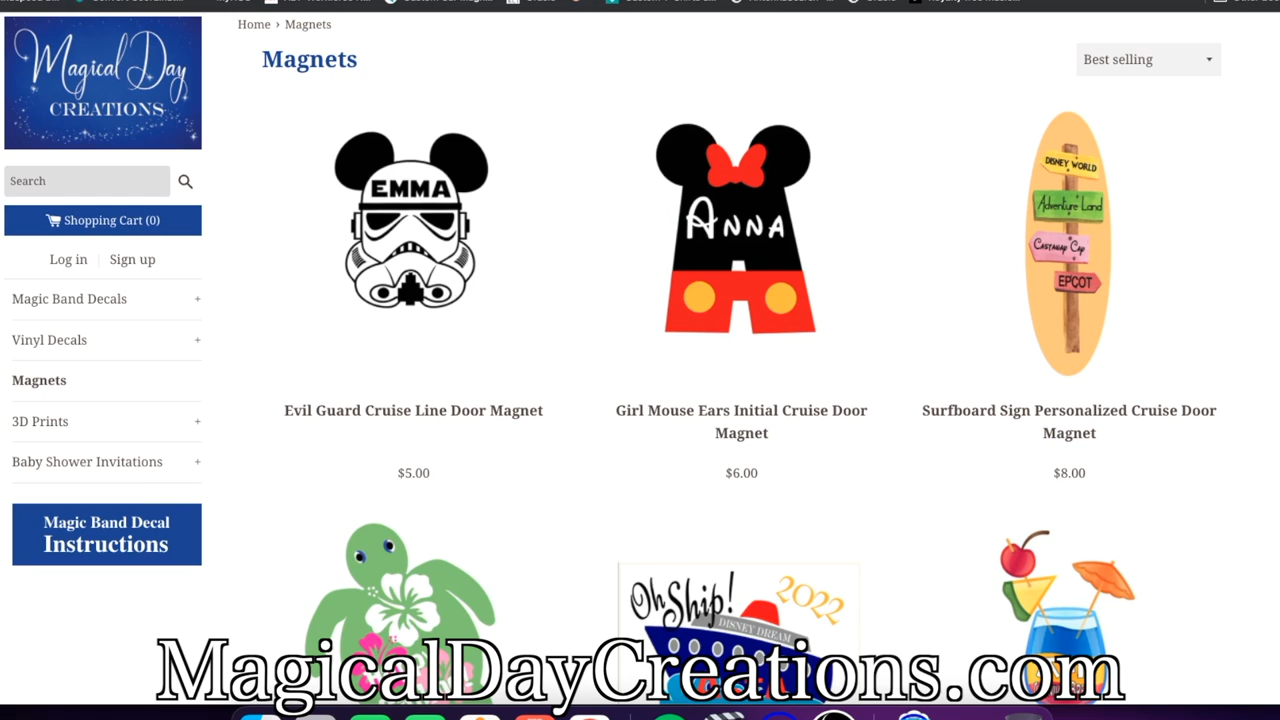 Home › Magnets
Magical Day
CREATIONS
Magnets
Best selling
Search
Shopping Cart (0)
Log in
Sign up
Magic Band Decals +
Vinyl Decals +
Magnets
3D Prints +
Baby Shower Invitations +
Magic Band Decal
Instructions
EMMA
ANNA
DISNEY WORLD
Adventure Land
Castaway Cay
EPCOT
Evil Guard Cruise Line Door Magnet
$5.00
Girl Mouse Ears Initial Cruise Door
Magnet
$6.00
Surfboard Sign Personalized Cruise Door
Magnet
$8.00
Oh Ship!
2022
DISNEY DREAM
MagicalDayCreations.com